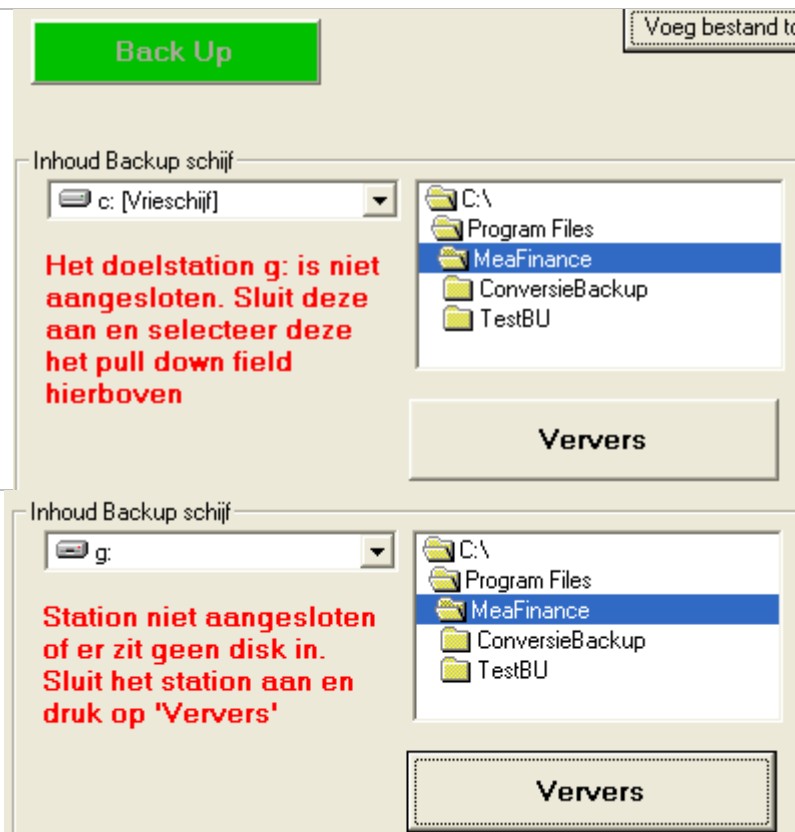 Back Up
Voeg bestand to
Inhoud Backup schijf
c: [Vrieschijf]
C:\
Program Files
MeaFinance
ConversieBackup
TestBU
Het doelstation g: is niet
aangesloten. Sluit deze
aan en selecteer deze
het pull down field
hierboven
Ververs
Inhoud Backup schijf
g:
C:\
Program Files
MeaFinance
ConversieBackup
TestBU
Station niet aangesloten
of er zit geen disk in.
Sluit het station aan en
druk op 'Ververs'
Ververs